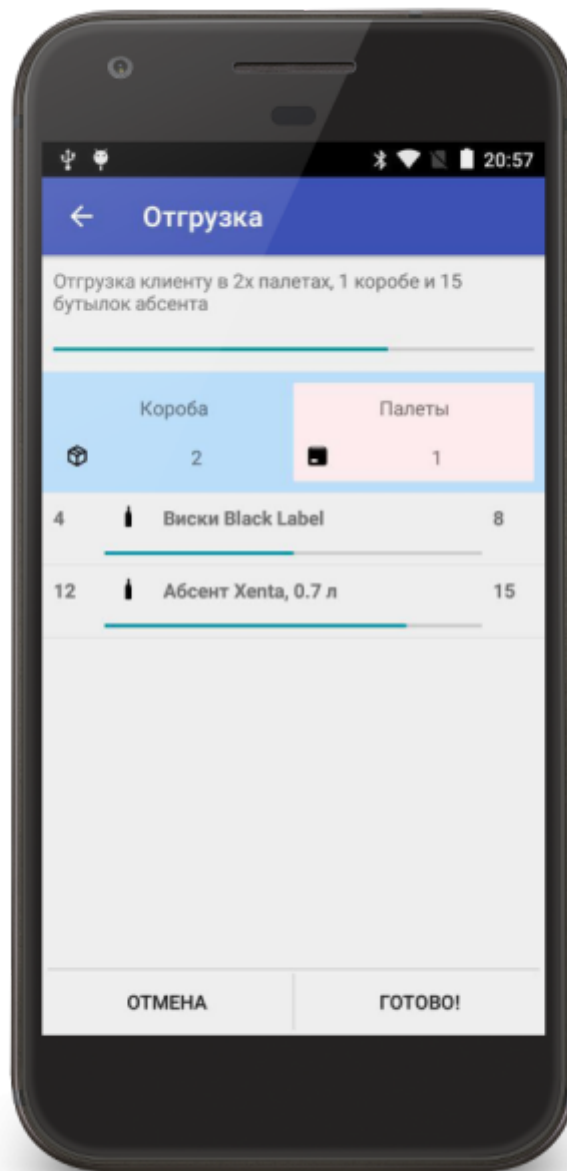 20:57
Отгрузка
Отгрузка клиенту в 2х палетах, 1 коробе и 15
бутылок абсента
Короба
Палеты
2
1
4 Виски Black Label 8
12 Абсент Xenta, 0.7 л 15
ОТМЕНА
ГОТОВО!